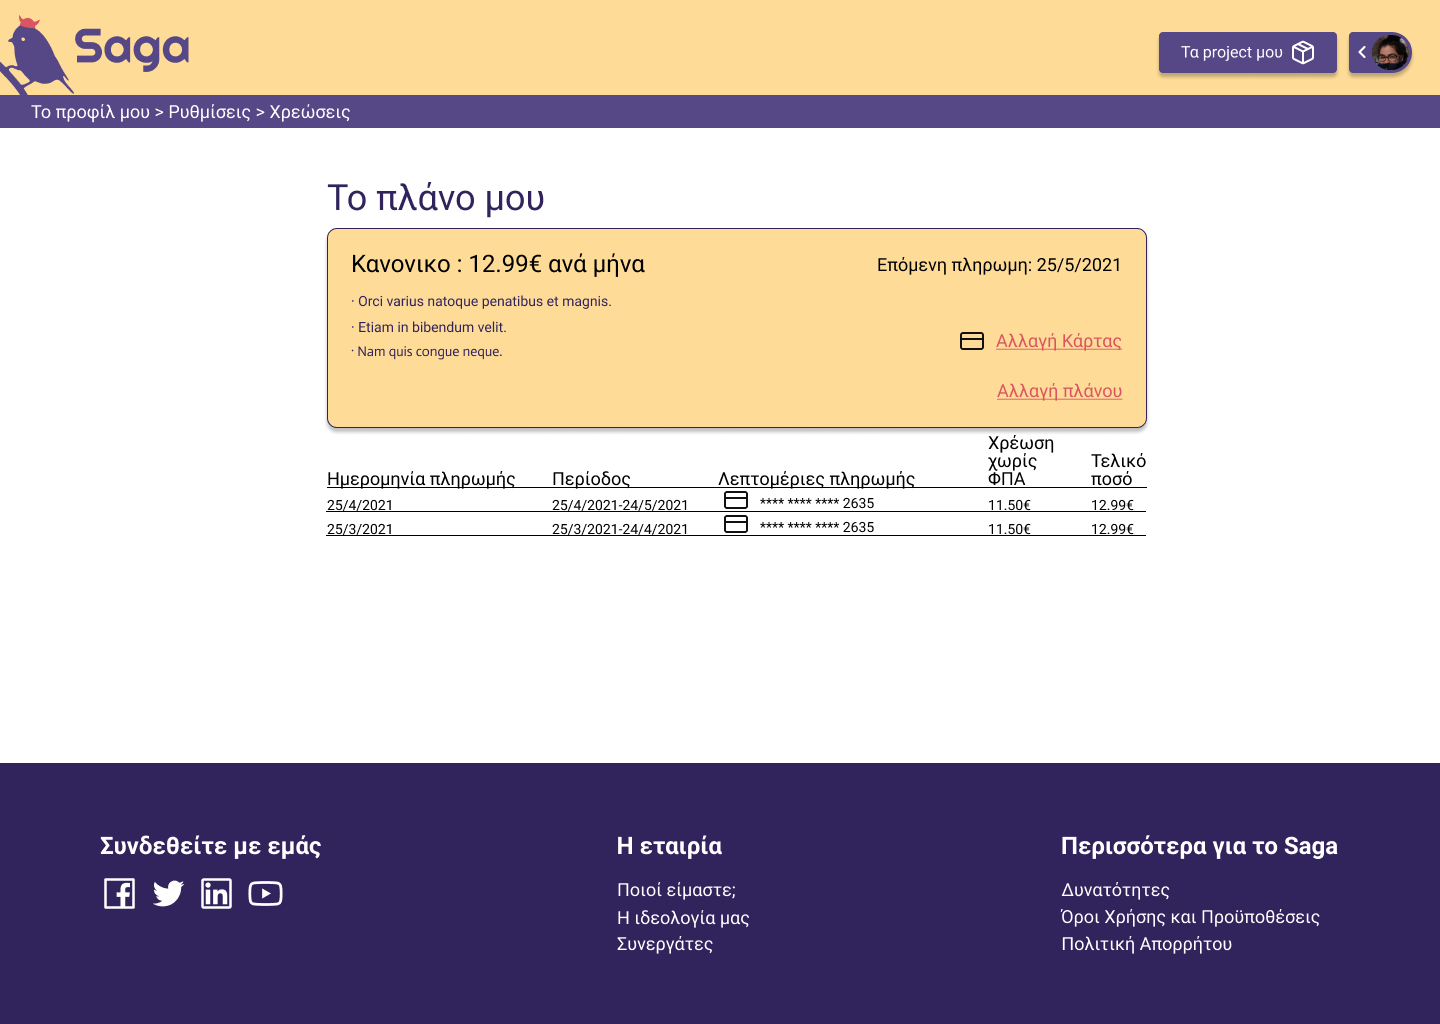 Saga
Τα project μου
Το προφίλ μου > Ρυθμίσεις > Χρεώσεις
Το πλάνο μου
Κανονικο : 12.99€ ανά μήνα
Επόμενη πληρωμη: 25/5/2021
· Orci varius natoque penatibus et magnis.
· Etiam in bibendum velit.
· Nam quis congue neque.
Αλλαγή Κάρτας
Αλλαγή πλάνου
Ημερομηνία πληρωμής Περίοδος Λεπτομέριες πληρωμής Χρέωση χωρίς ΦΠΑ Τελικό ποσό
25/4/2021 25/4/2021-24/5/2021 **** **** **** 2635 11.50€ 12.99€
25/3/2021 25/3/2021-24/4/2021 **** **** **** 2635 11.50€ 12.99€
Συνδεθείτε με εμάς
Η εταιρία
Ποιοί είμαστε;
Η ιδεολογία μας
Συνεργάτες
Περισσότερα για το Saga
Δυνατότητες
Όροι Χρήσης και Προϋποθέσεις
Πολιτική Απορρήτου